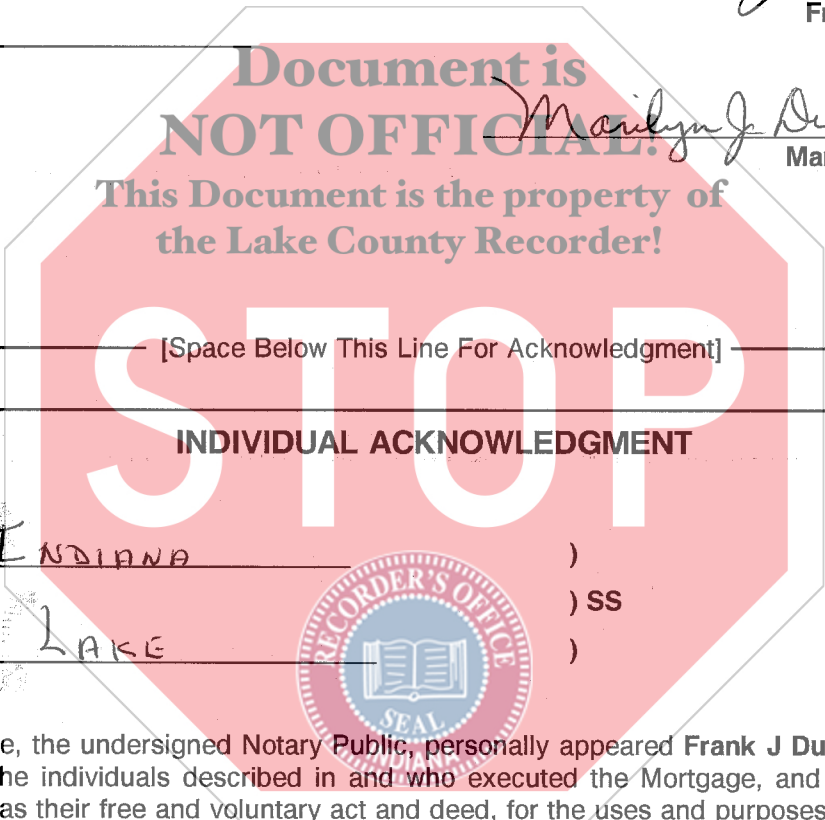 Fr
Document is
NOT OFFICIAL!
Marilyn J Du
Mar
This Document is the property of
the Lake County Recorder!
STOP
[Space Below This Line For Acknowledgment]
INDIVIDUAL ACKNOWLEDGMENT
INDIANA )
) SS
LAKE )
RECORDER'S OFFICE
SEAL
INDIANA
e, the undersigned Notary Public, personally appeared Frank J Du
he individuals described in and who executed the Mortgage, and
as their free and voluntary act and deed, for the uses and purposes